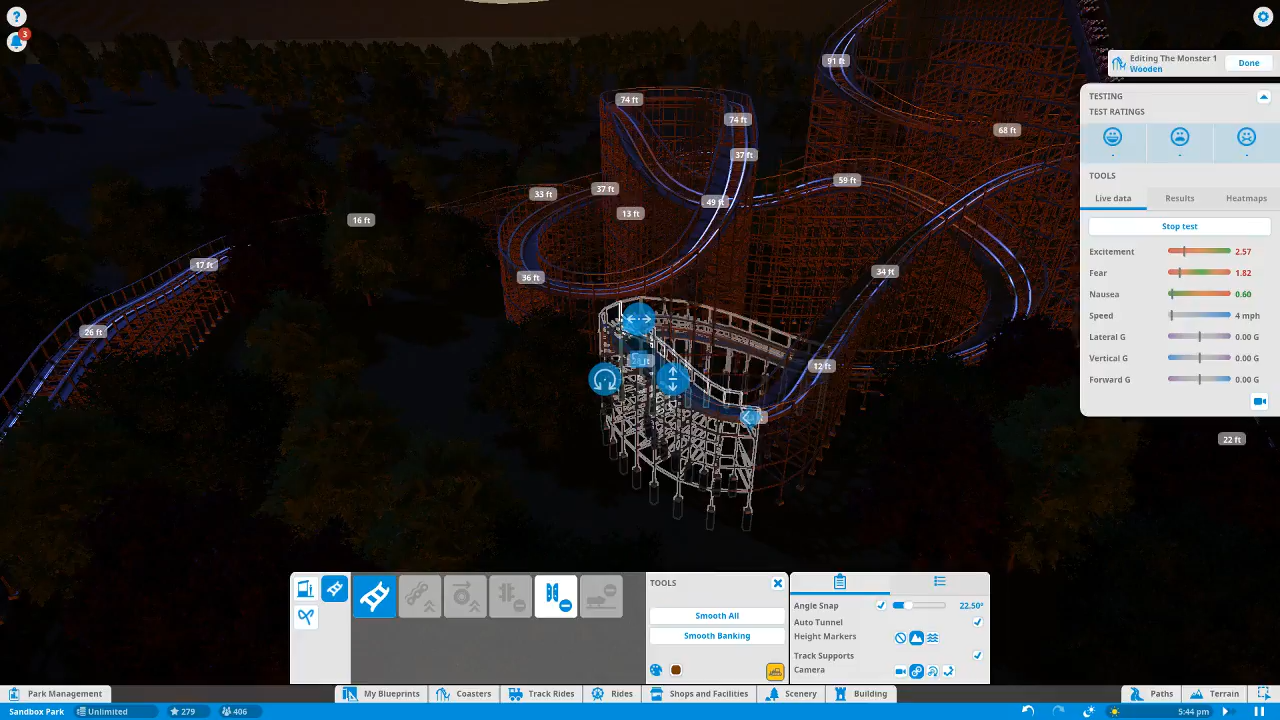 ?
3
91 ft
74 ft
74 ft
68 ft
37 ft
59 ft
37 ft
33 ft
49 ft
13 ft
16 ft
17 ft
36 ft
34 ft
26 ft
12 ft
22 ft
Editing The Monster 1
Wooden
Done
TESTING
TEST RATINGS
- - -
TOOLS
Live data Results Heatmaps
Stop test
Excitement 2.57
Fear 1.82
Nausea 0.60
Speed 4 mph
Lateral G 0.00 G
Vertical G 0.00 G
Forward G 0.00 G
TOOLS
Smooth All
Smooth Banking
Angle Snap 22.50°
Auto Tunnel
Height Markers
Track Supports
Camera
Park Management My Blueprints Coasters Track Rides Rides Shops and Facilities Scenery Building Paths Terrain
Sandbox Park Unlimited 279 406 5:44 pm